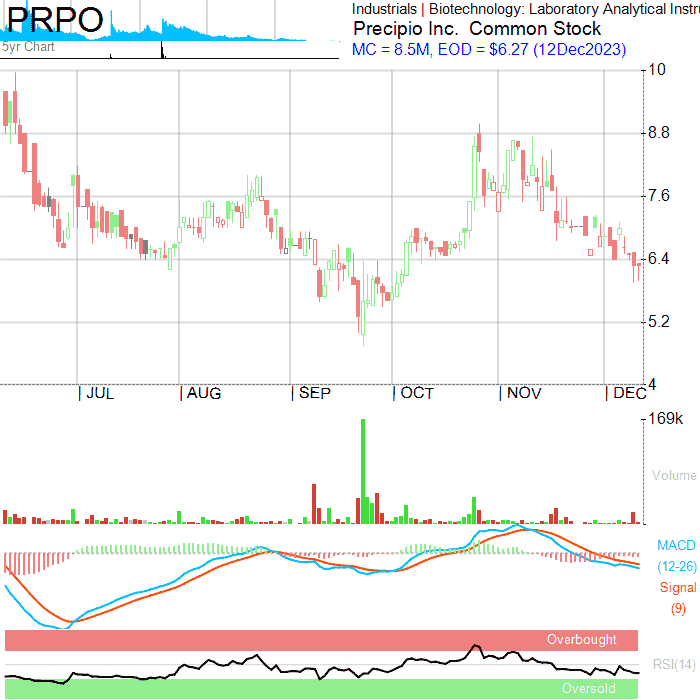 PRPO
5yr Chart
Industrials | Biotechnology: Laboratory Analytical Instru
Precipio Inc. Common Stock
MC = 8.5M, EOD = $6.27 (12Dec2023)
10
8.8
7.6
6.4
5.2
4
JUL
AUG
SEP
OCT
NOV
DEC
169k
Volume
MACD
(12-26)
Signal
(9)
Overbought
RSI(14)
Oversold